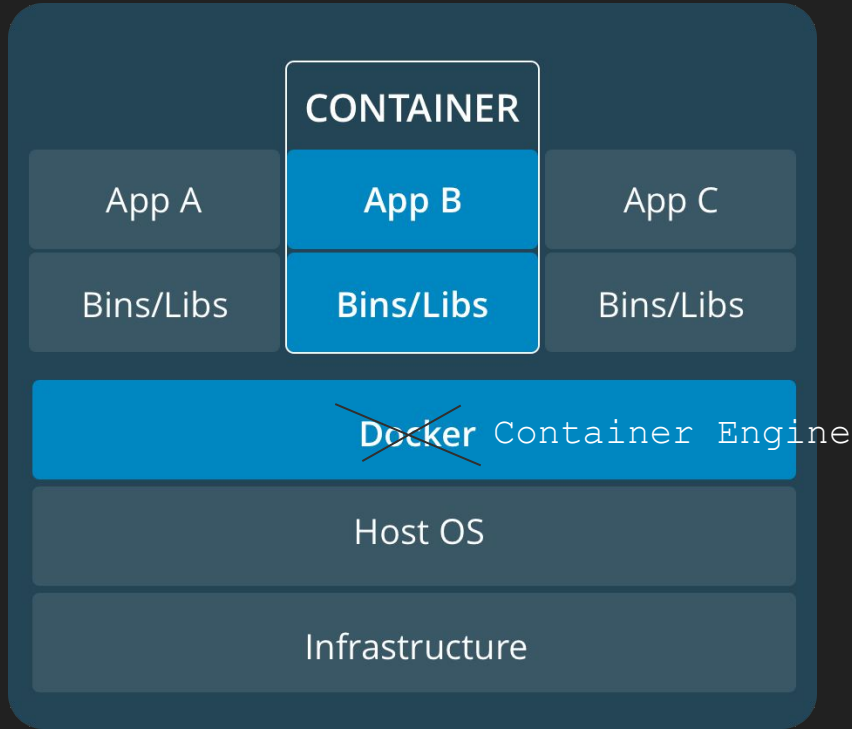 CONTAINER
App A App B App C
Bins/Libs Bins/Libs Bins/Libs
Docker Container Engine
Host OS
Infrastructure